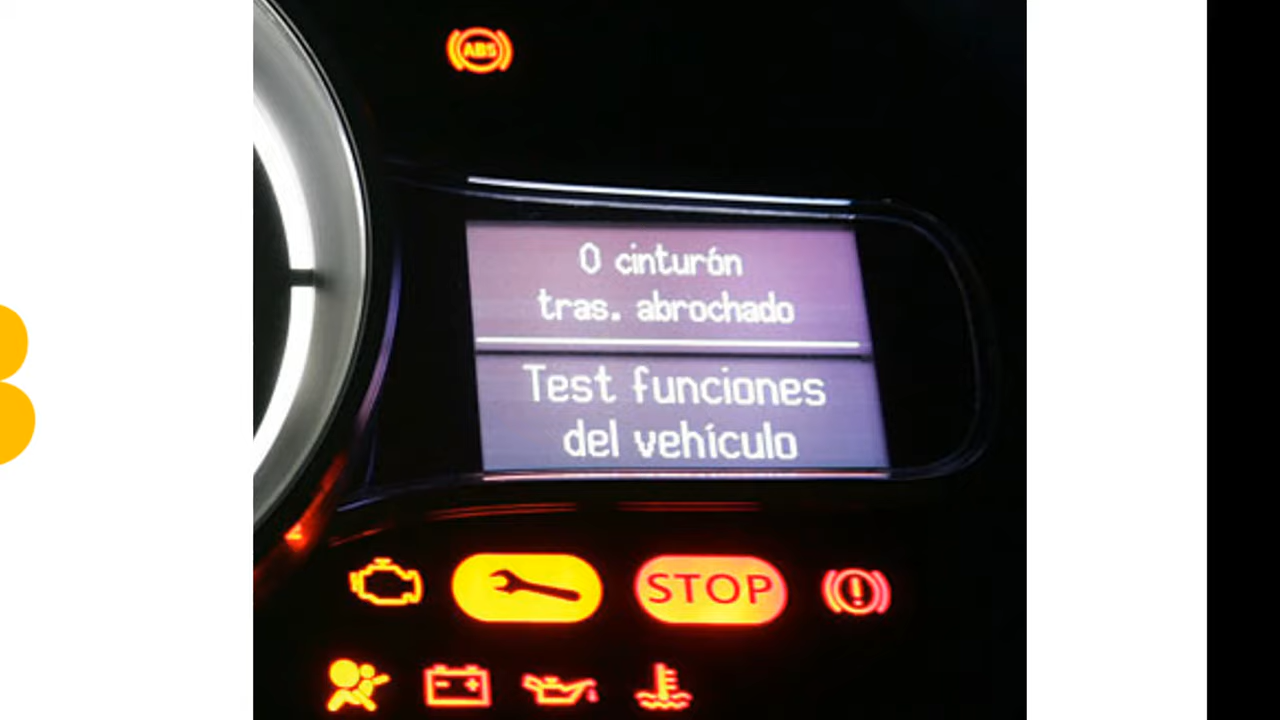 ABS
0 cinturón
tras. abrochado
Test funciones
del vehículo
STOP